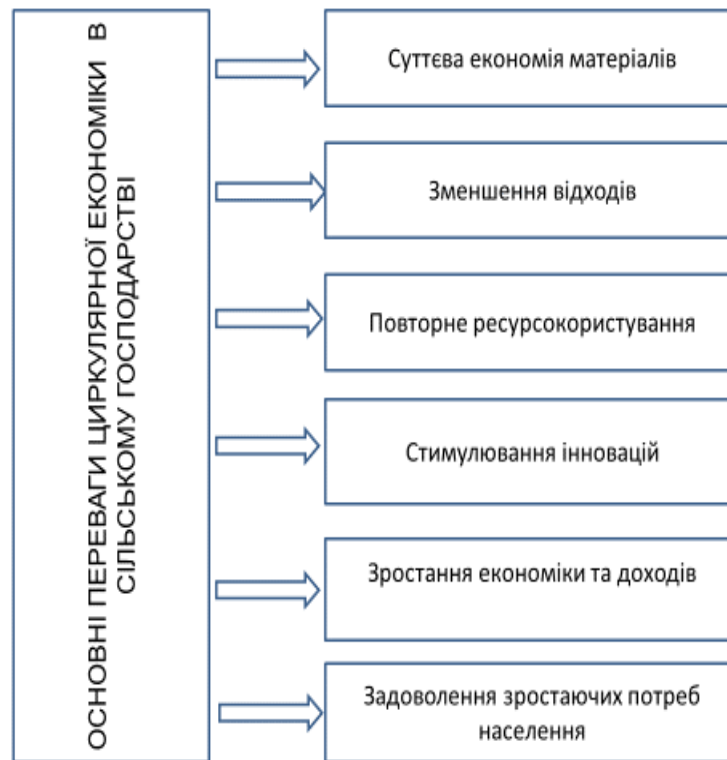 ОСНОВНІ ПЕРЕВАГИ ЦИРКУЛЯРНОЇ ЕКОНОМІКИ В
СІЛЬСЬКОМУ ГОСПОДАРСТВІ
Суттєва економія матеріалів
Зменшення відходів
Повторне ресурсокористування
Стимулювання інновацій
Зростання економіки та доходів
Задоволення зростаючих потреб
населення